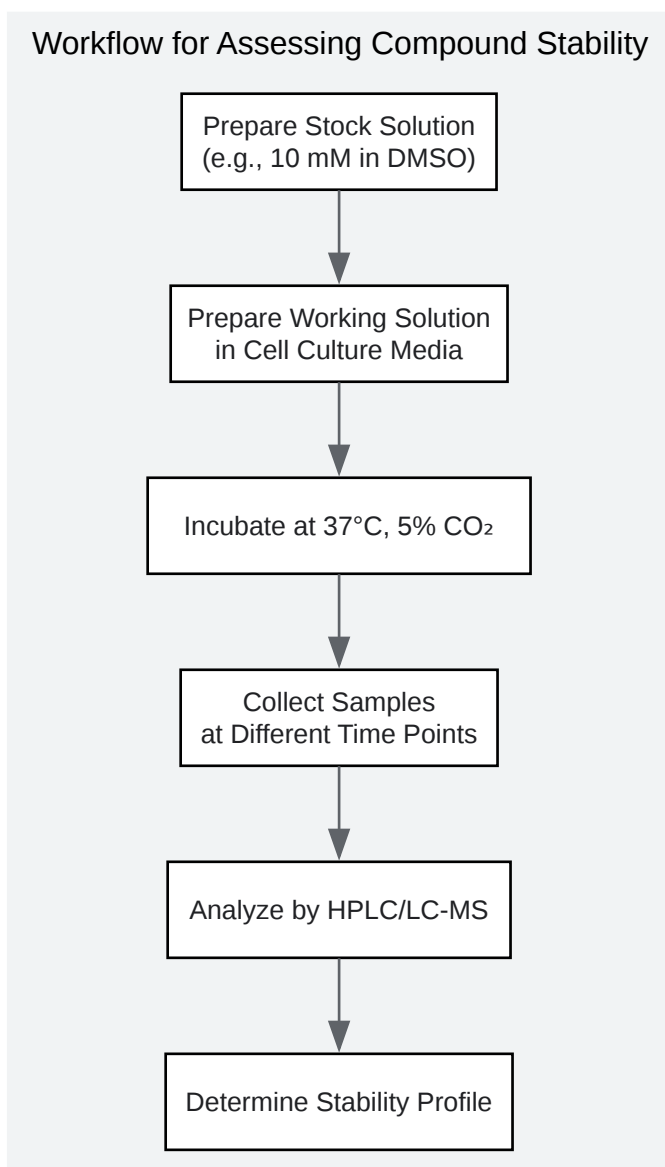 Workflow for Assessing Compound Stability
Prepare Stock Solution
(e.g., 10 mM in DMSO)
Prepare Working Solution
in Cell Culture Media
Incubate at 37°C, 5% CO₂
Collect Samples
at Different Time Points
Analyze by HPLC/LC-MS
Determine Stability Profile